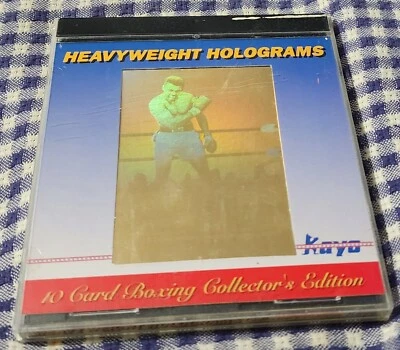 HEAVYWEIGHT HOLOGRAMS
Kayo
10 Card Boxing Collector's Edition